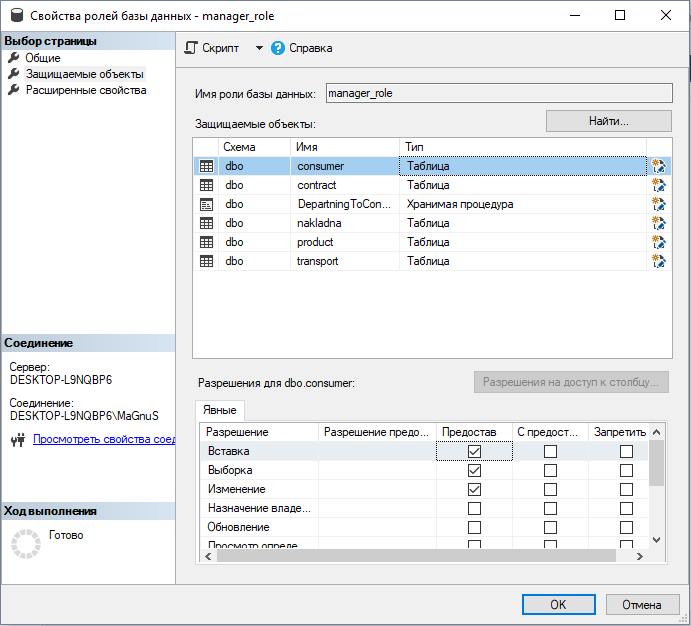 Свойства ролей базы данных - manager_role
Выбор страницы
Общие
Защищаемые объекты
Расширенные свойства
Скрипт
Справка
Имя роли базы данных: manager_role
Защищаемые объекты:
Найти...
Схема Имя Тип
dbo consumer Таблица
dbo contract Таблица
dbo DepartningToCon... Хранимая процедура
dbo nakladna Таблица
dbo product Таблица
dbo transport Таблица
Соединение
Сервер:
DESKTOP-L9NQBP6
Соединение:
DESKTOP-L9NQBP6\MaGnuS
Просмотреть свойства соед
Ход выполнения
Готово
Разрешения для dbo.consumer:
Разрешения на доступ к столбцу...
Явные
Разрешение Разрешение предо... Предостав С предост... Запретить
Вставка
Выборка
Изменение
Назначение владе...
Обновление
Просмотр опреде
OK Отмена